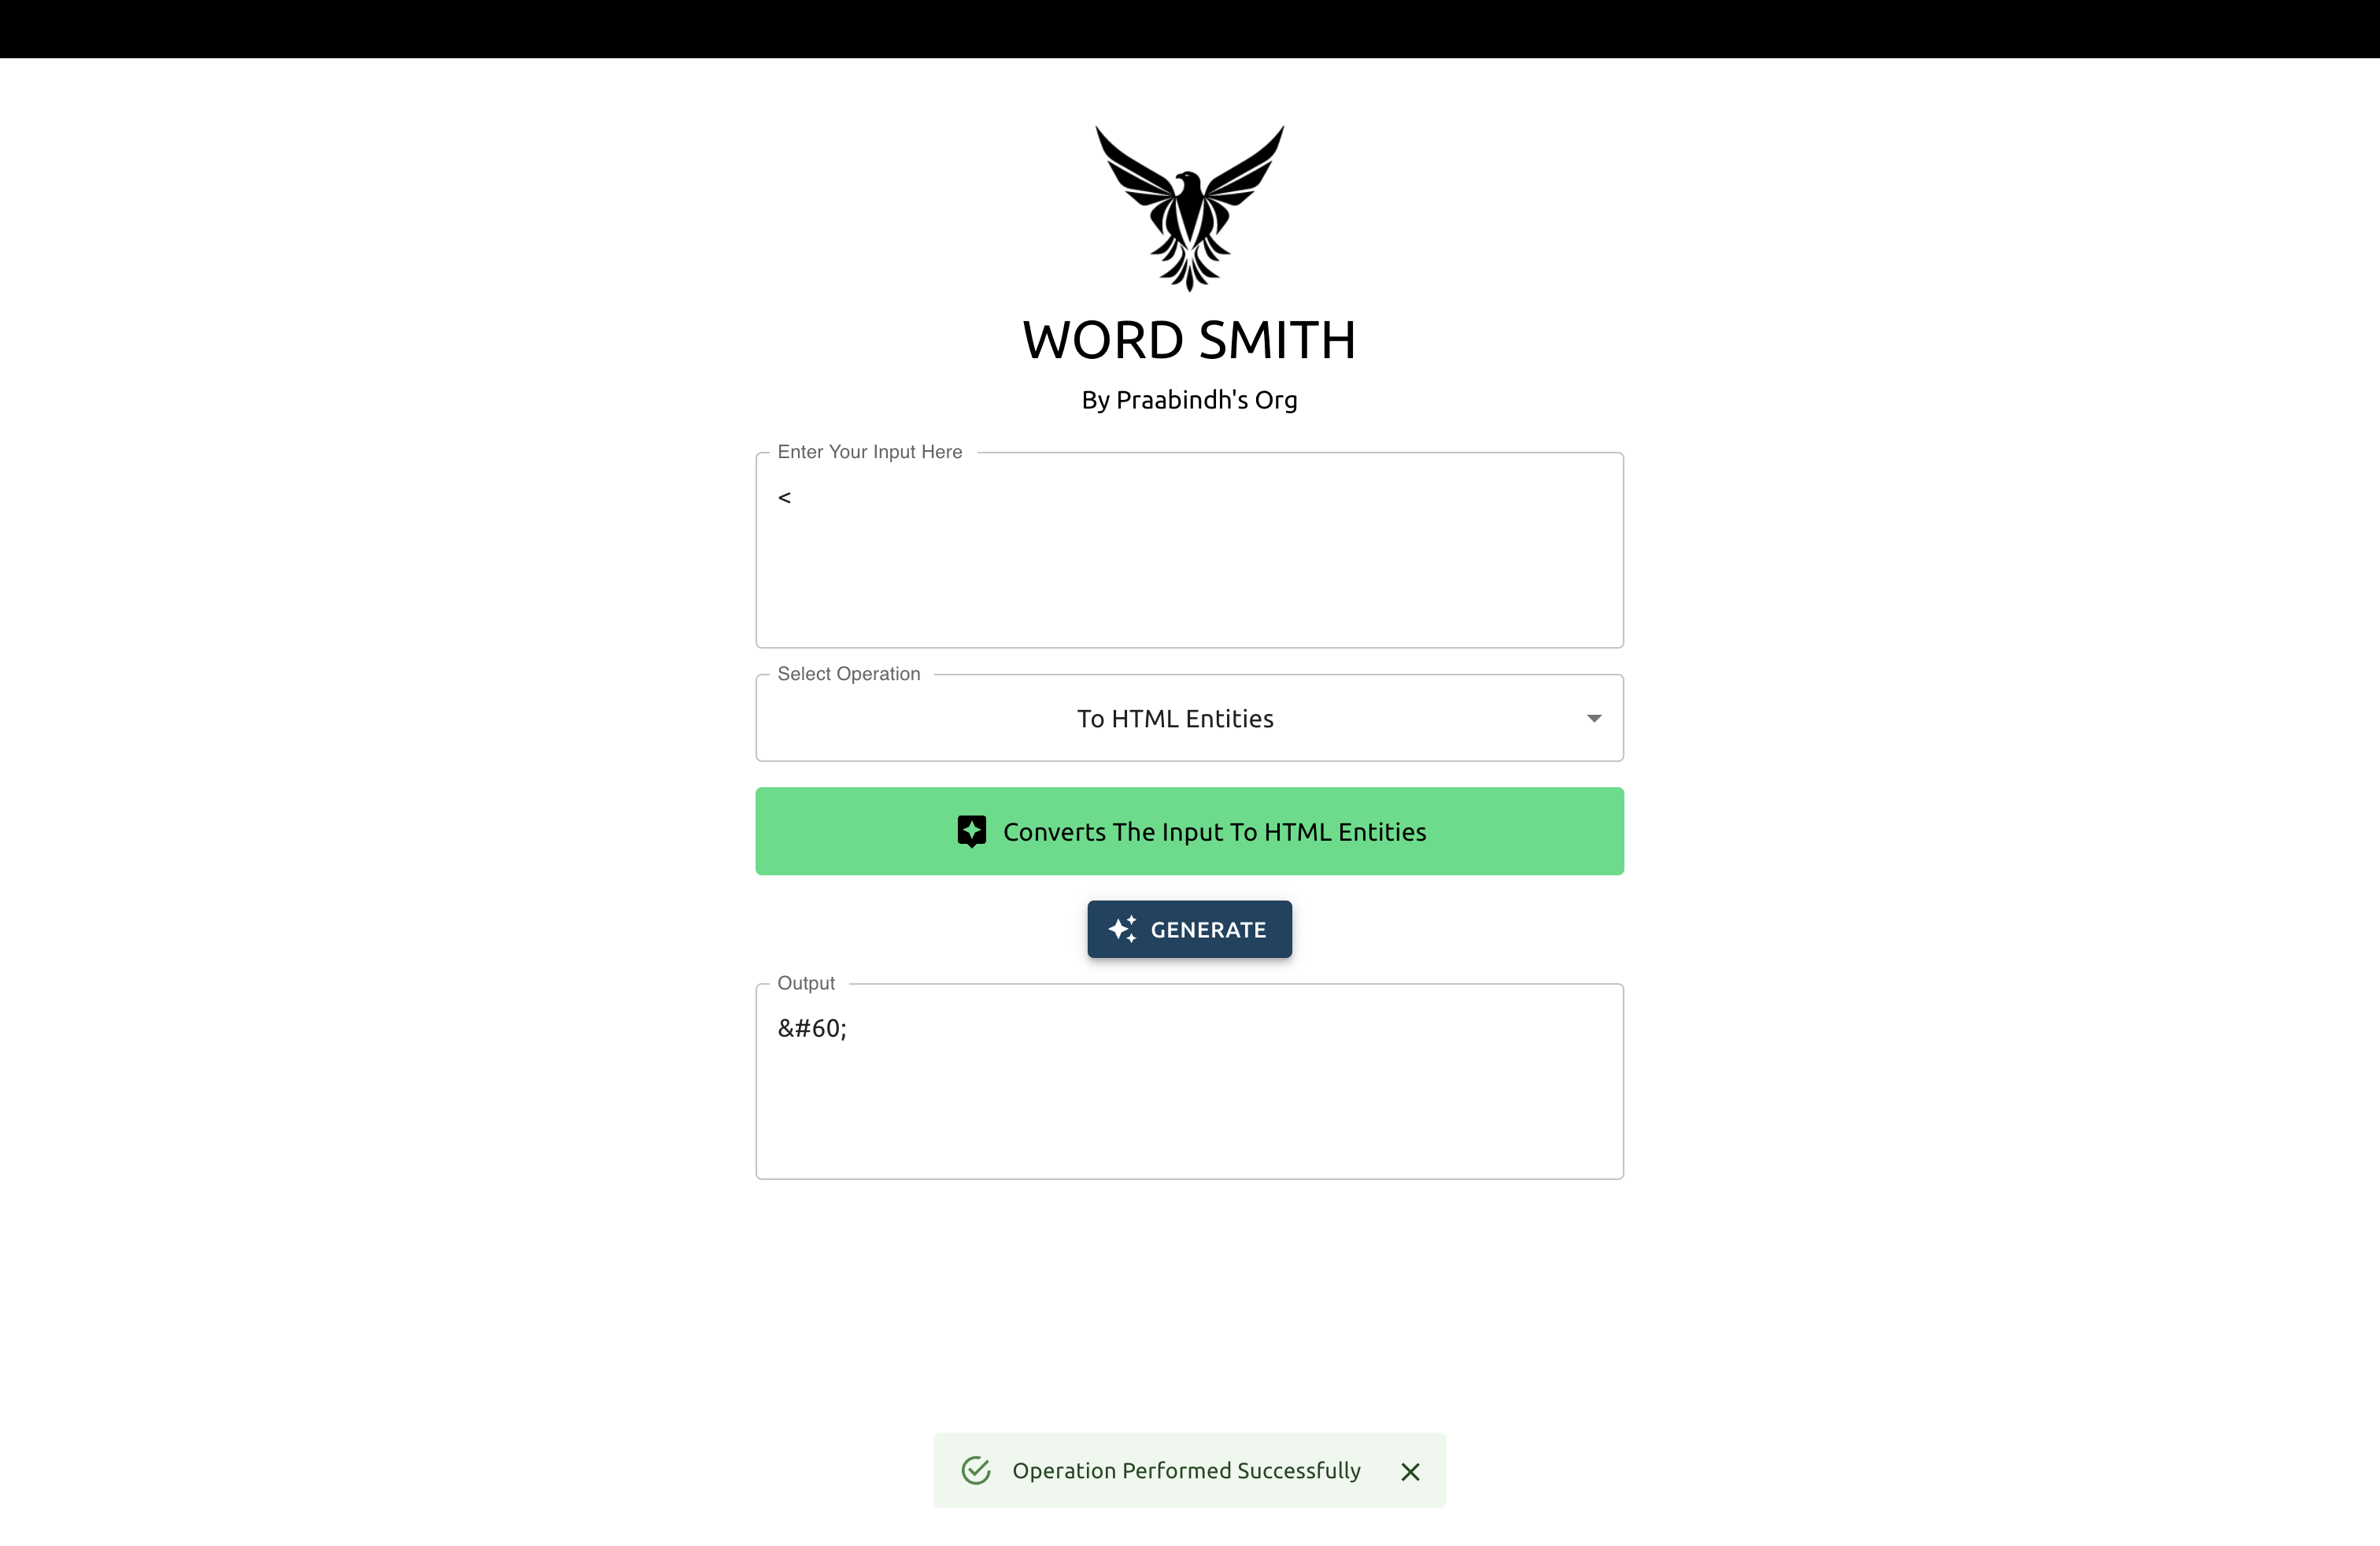 WORD SMITH
By Praabindh's Org
Enter Your Input Here
<
Select Operation
To HTML Entities
Converts The Input To HTML Entities
GENERATE
Output
&#60;
Operation Performed Successfully